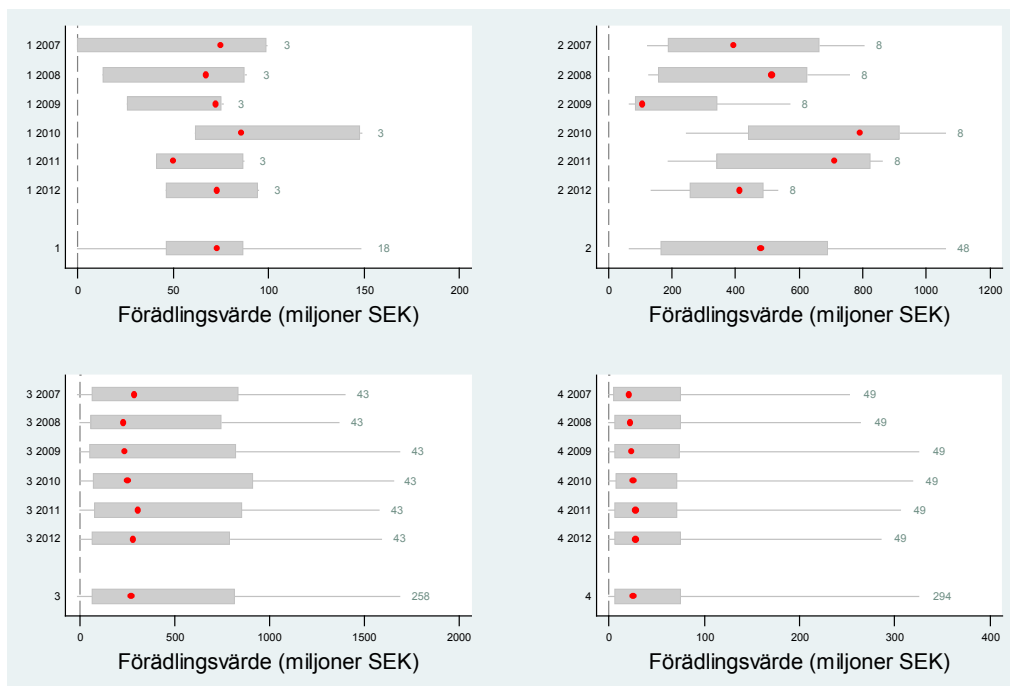 1 2007 3
1 2008 3
1 2009 3
1 2010 3
1 2011 3
1 2012 3
1 18
0 50 100 150 200
Förädlingsvärde (miljoner SEK)
2 2007 8
2 2008 8
2 2009 8
2 2010 8
2 2011 8
2 2012 8
2 48
0 200 400 600 800 1000 1200
Förädlingsvärde (miljoner SEK)
3 2007 43
3 2008 43
3 2009 43
3 2010 43
3 2011 43
3 2012 43
3 258
0 500 1000 1500 2000
Förädlingsvärde (miljoner SEK)
4 2007 49
4 2008 49
4 2009 49
4 2010 49
4 2011 49
4 2012 49
4 294
0 100 200 300 400
Förädlingsvärde (miljoner SEK)